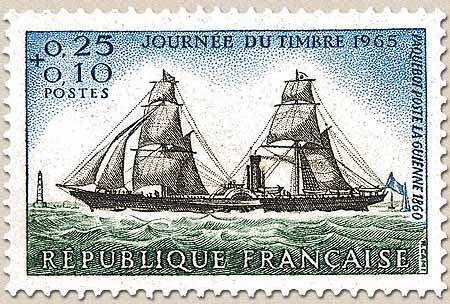 0,25
+0,10
POSTES
JOURNÉE DU TIMBRE 1965
PAQUEBOT POSTE LA GUIENNE 1860
RÉPUBLIQUE FRANÇAISE